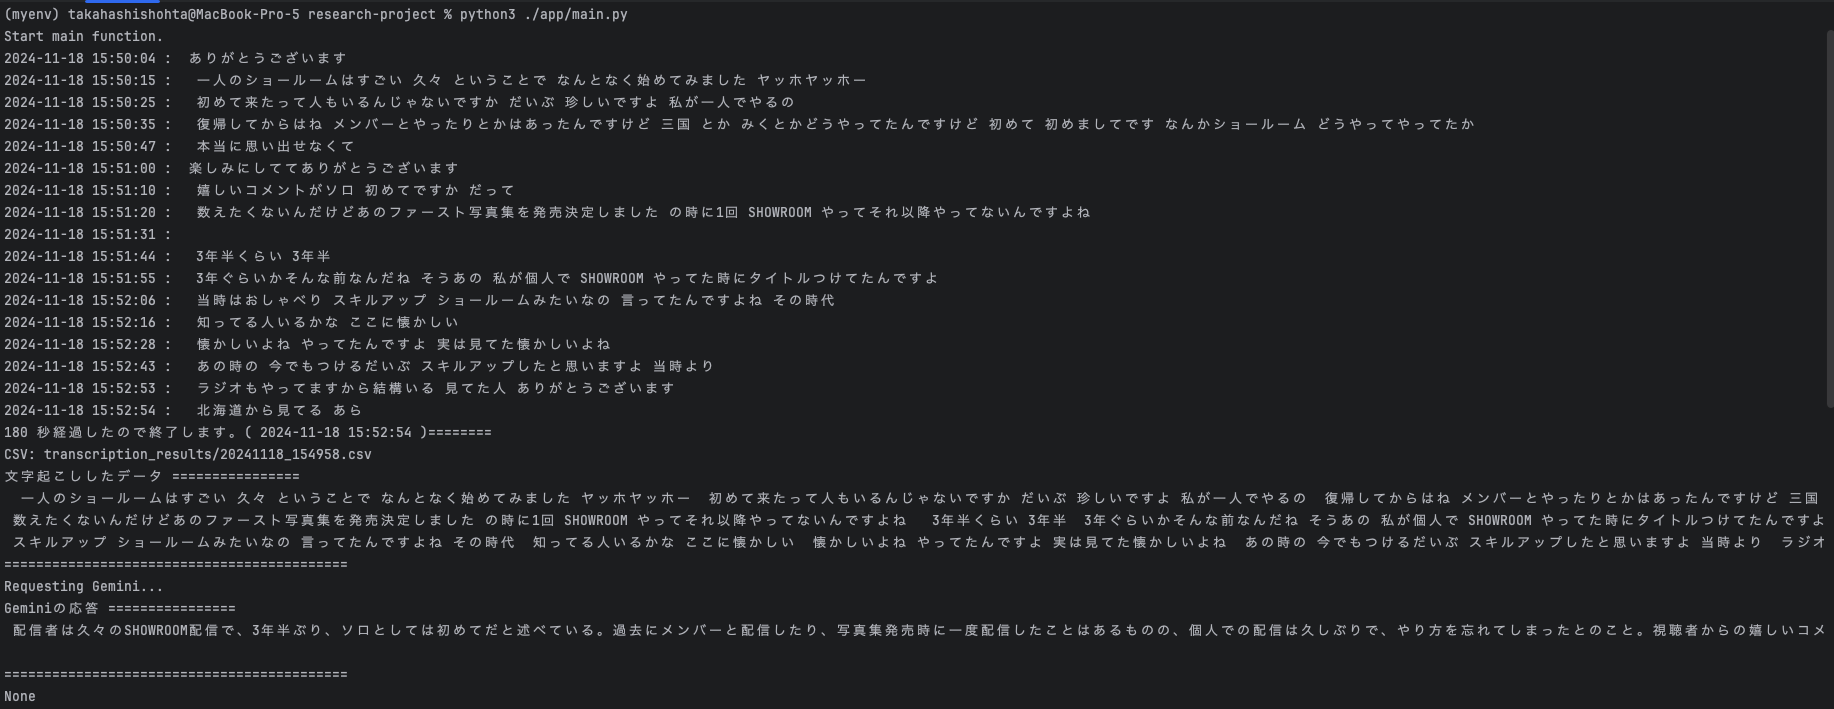 (myenv) takahashishohta@MacBook-Pro-5 research-project % python3 ./app/main.py
Start main function.
2024-11-18 15:50:04 :  ありがとうございます
2024-11-18 15:50:15 :   一人のショールームはすごい 久々 ということで なんとなく始めてみました ヤッホヤッホー
2024-11-18 15:50:25 :   初めて来たって人もいるんじゃないですか だいぶ 珍しいですよ 私が一人でやるの
2024-11-18 15:50:35 :   復帰してからはね メンバーとやったりとかはあったんですけど 三国 とか みくとかどうやってたんですけど 初めて 初めましてです なんかショールーム どうやってやってたか
2024-11-18 15:50:47 :   本当に思い出せなくて
2024-11-18 15:51:00 :  楽しみにしててありがとうございます
2024-11-18 15:51:10 :   嬉しいコメントがソロ 初めてですか だって
2024-11-18 15:51:20 :   数えたくないんだけどあのファースト写真集を発売決定しました の時に1回 SHOWROOM やってそれ以降やってないんですよね
2024-11-18 15:51:31 :
2024-11-18 15:51:44 :   3年半くらい 3年半
2024-11-18 15:51:55 :   3年ぐらいかそんな前なんだね そうあの 私が個人で SHOWROOM やってた時にタイトルつけてたんですよ
2024-11-18 15:52:06 :   当時はおしゃべり スキルアップ ショールームみたいなの 言ってたんですよね その時代
2024-11-18 15:52:16 :   知ってる人いるかな ここに懐かしい
2024-11-18 15:52:28 :   懐かしいよね やってたんですよ 実は見てた懐かしいよね
2024-11-18 15:52:43 :   あの時の 今でもつけるだいぶ スキルアップしたと思いますよ 当時より
2024-11-18 15:52:53 :   ラジオもやってますから結構いる 見てた人 ありがとうございます
2024-11-18 15:52:54 :   北海道から見てる あら
180 秒経過したので終了します。( 2024-11-18 15:52:54 )========
CSV: transcription_results/20241118_154958.csv
文字起こししたデータ ================
一人のショールームはすごい 久々 ということで なんとなく始めてみました ヤッホヤッホー  初めて来たって人もいるんじゃないですか だいぶ 珍しいですよ 私が一人でやるの  復帰してからはね メンバーとやったりとかはあったんですけど 三国
数えたくないんだけどあのファースト写真集を発売決定しました の時に1回 SHOWROOM やってそれ以降やってないんですよね   3年半くらい 3年半  3年ぐらいかそんな前なんだね そうあの 私が個人で SHOWROOM やってた時にタイトルつけてたんですよ
スキルアップ ショールームみたいなの 言ってたんですよね その時代  知ってる人いるかな ここに懐かしい  懐かしいよね やってたんですよ 実は見てた懐かしいよね  あの時の 今でもつけるだいぶ スキルアップしたと思いますよ 当時より  ラジオ
===========================================
Requesting Gemini...
Geminiの応答 ================
配信者は久々のSHOWROOM配信で、3年半ぶり、ソロとしては初めてだと述べている。過去にメンバーと配信したり、写真集発売時に一度配信したことはあるものの、個人での配信は久しぶりで、やり方を忘れてしまったとのこと。視聴者からの嬉しいコメ
===========================================
None